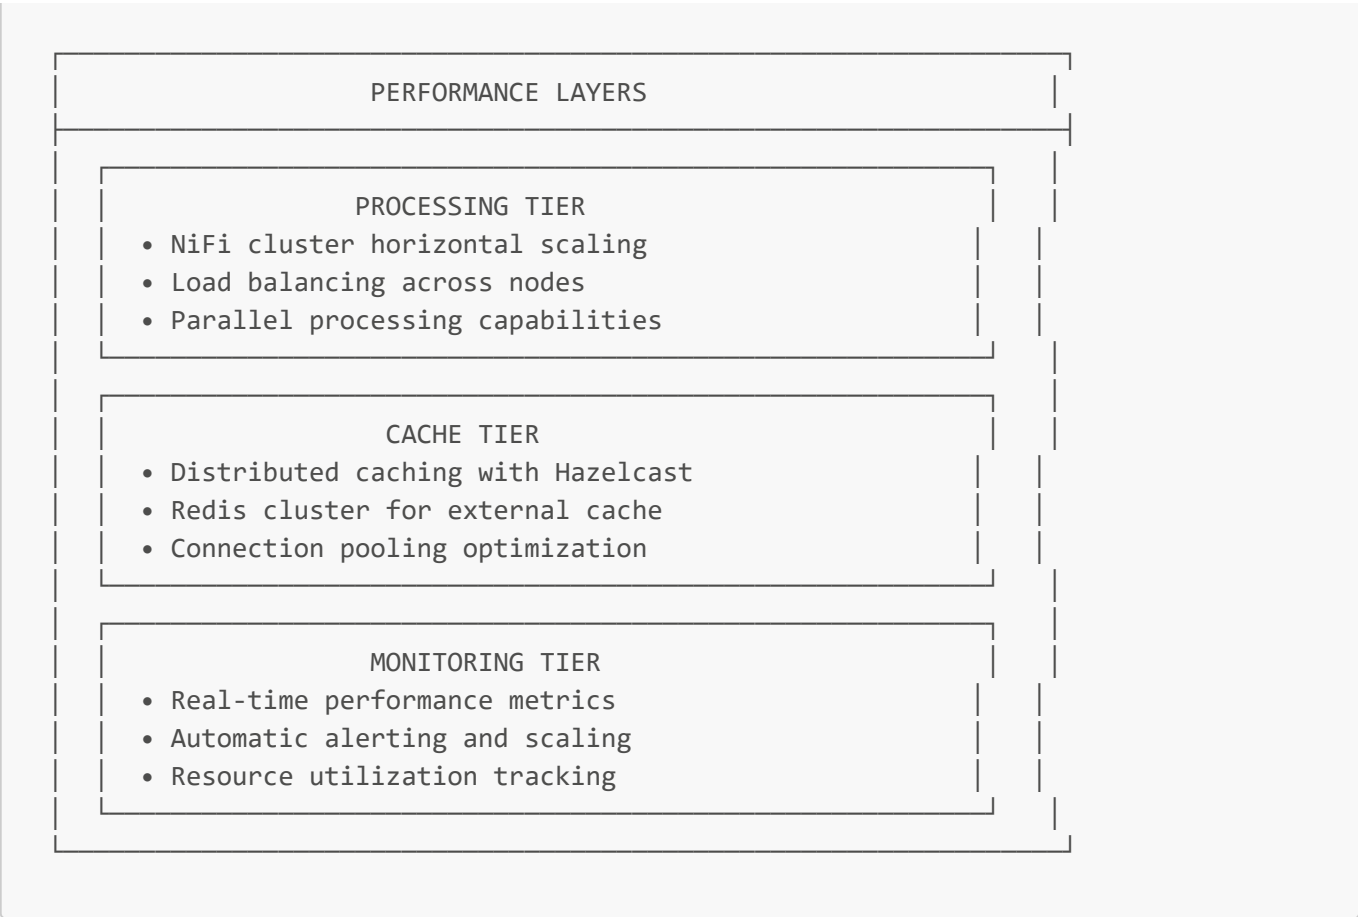 PERFORMANCE LAYERS
PROCESSING TIER
• NiFi cluster horizontal scaling
• Load balancing across nodes
• Parallel processing capabilities
CACHE TIER
• Distributed caching with Hazelcast
• Redis cluster for external cache
• Connection pooling optimization
MONITORING TIER
• Real-time performance metrics
• Automatic alerting and scaling
• Resource utilization tracking